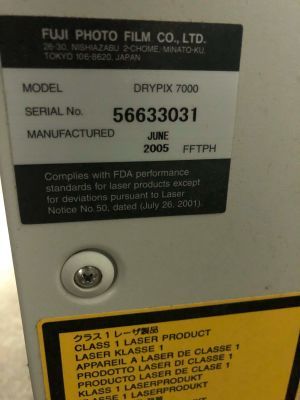 FUJI PHOTO FILM CO., LTD.
26-30, NISHIAZABU 2-CHOME, MINATO-KU,
TOKYO 106-8620, JAPAN
MODEL DRYPIX 7000
SERIAL No. 56633031
MANUFACTURED JUNE
2005 FFTPH
Complies with FDA performance
standards for laser products except
for deviations pursuant to Laser
Notice No.50, dated (July 26, 2001).
クラス 1 レーザ製品
CLASS 1 LASER PRODUCT
LASER KLASSE 1
APPAREIL A LASER DE CLASSE 1
PRODOTTO LASER DI CLASSE 1
PRODUCTO LASER DE CLASE 1
KLASS 1 LASERPRODUKT
KLASSE 1 LASERPRODUKT